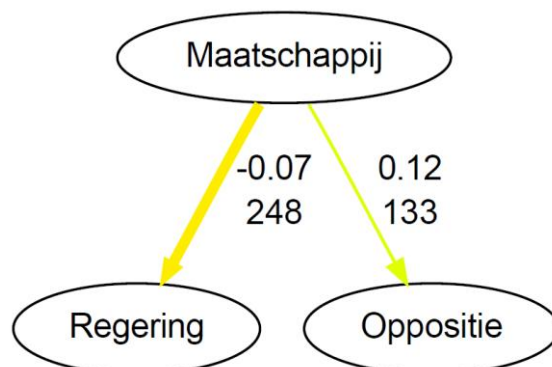 Maatschappij
-0.07
248
0.12
133
Regering
Oppositie